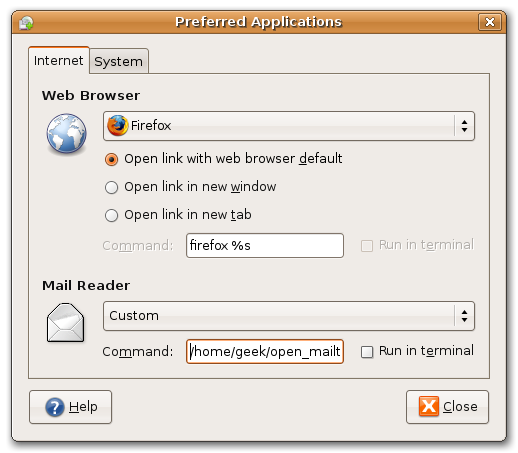 Preferred Applications
Internet
System
Web Browser
Firefox
Open link with web browser default
Open link in new window
Open link in new tab
Command:
firefox %s
Run in terminal
Mail Reader
Custom
Command:
/home/geek/open_mailt
Run in terminal
Help
Close